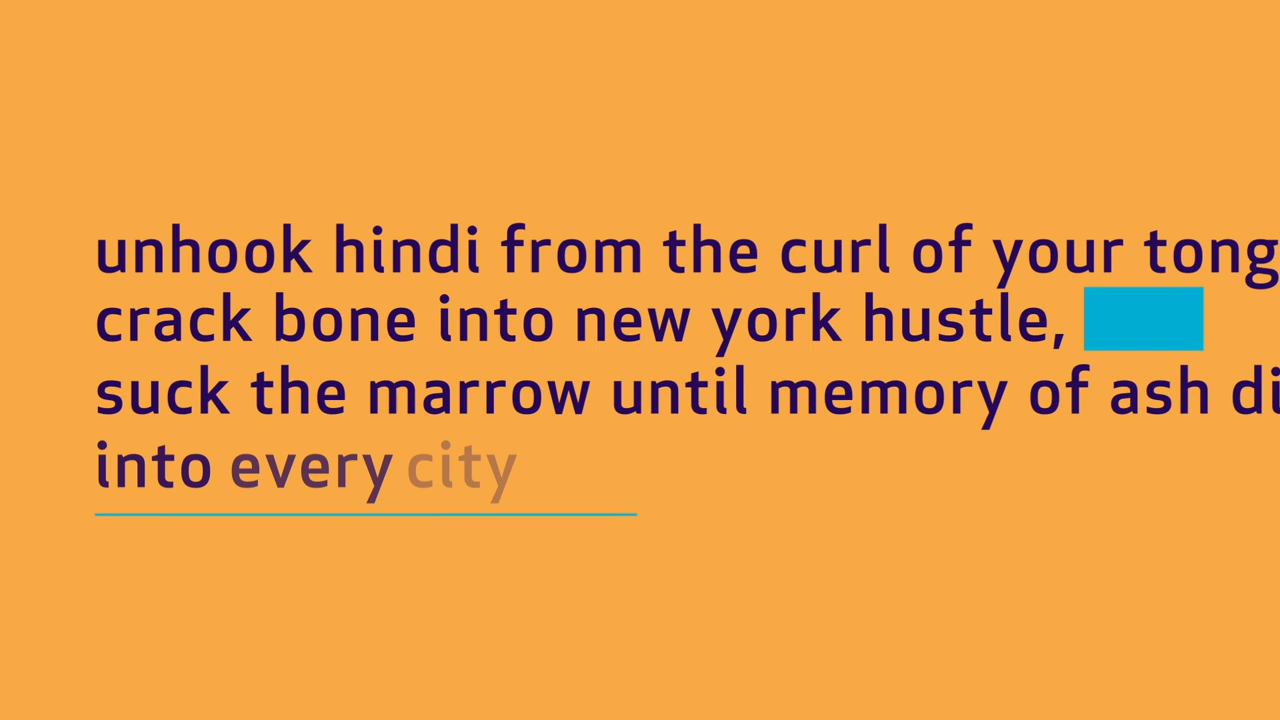 unhook hindi from the curl of your tong
crack bone into new york hustle,
suck the marrow until memory of ash di
into every city